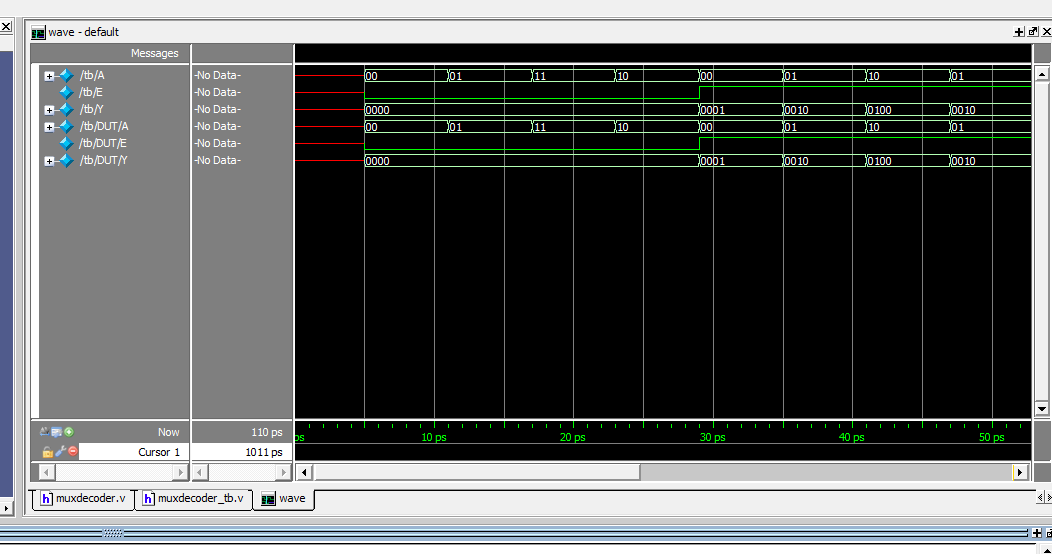 wave - default
Messages
/tb/A -No Data- 00 01 11 10 00 01 10 01
/tb/E -No Data-
/tb/Y -No Data- 0000 0001 0010 0100 0010
/tb/DUT/A -No Data- 00 01 11 10 00 01 10 01
/tb/DUT/E -No Data-
/tb/DUT/Y -No Data- 0000 0001 0010 0100 0010
Now 110 ps ps 10 ps 20 ps 30 ps 40 ps 50 ps
Cursor 1 1011 ps
muxdecoder.v muxdecoder_tb.v wave